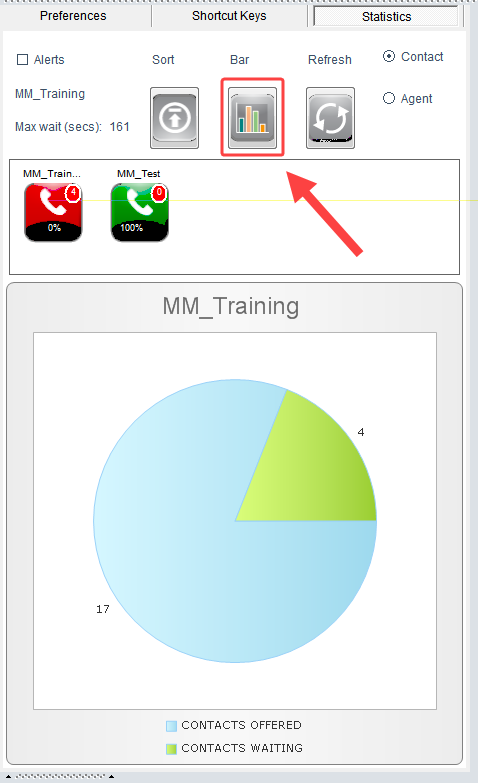 Preferences Shortcut Keys Statistics
Alerts Sort Bar Refresh Contact
MM_Training Agent
Max wait (secs): 161
MM_Train... MM_Test
4 0
0% 100%
MM_Training
4
17
CONTACTS OFFERED
CONTACTS WAITING